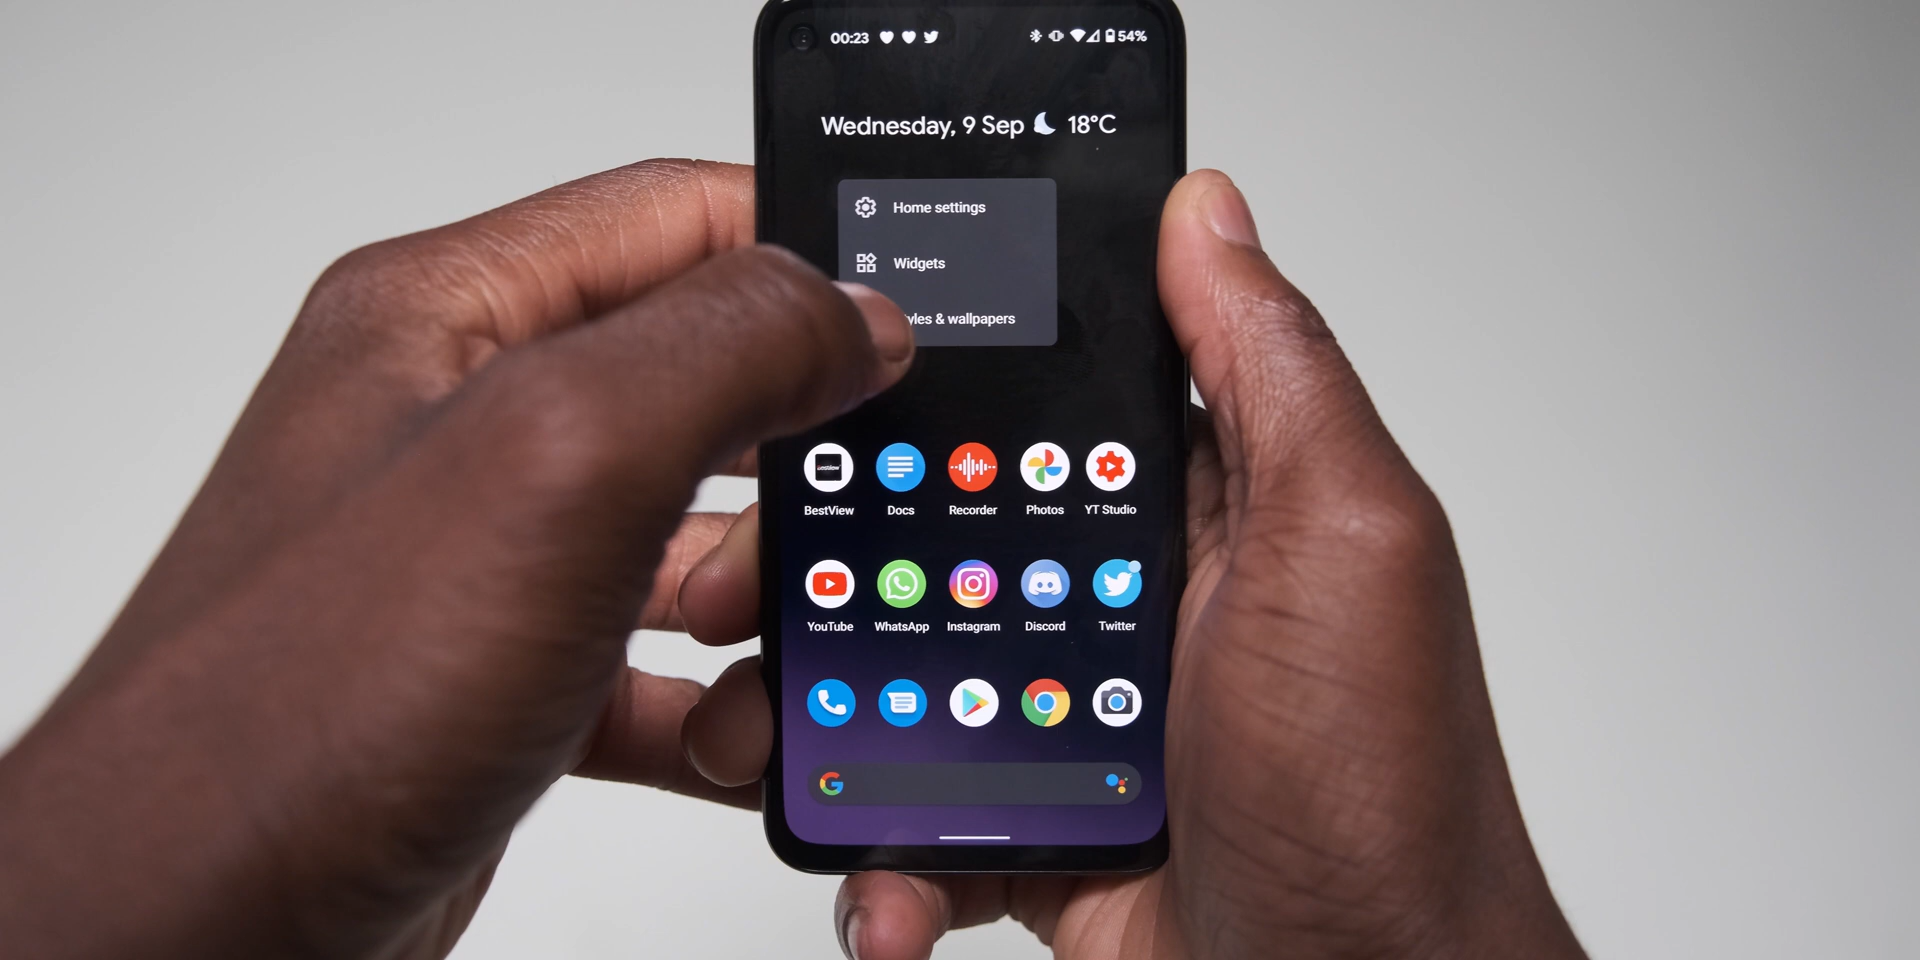 00:23 54%
Wednesday, 9 Sep 18°C
Home settings
Widgets
yles & wallpapers
BestView Docs Recorder Photos YT Studio
YouTube WhatsApp Instagram Discord Twitter